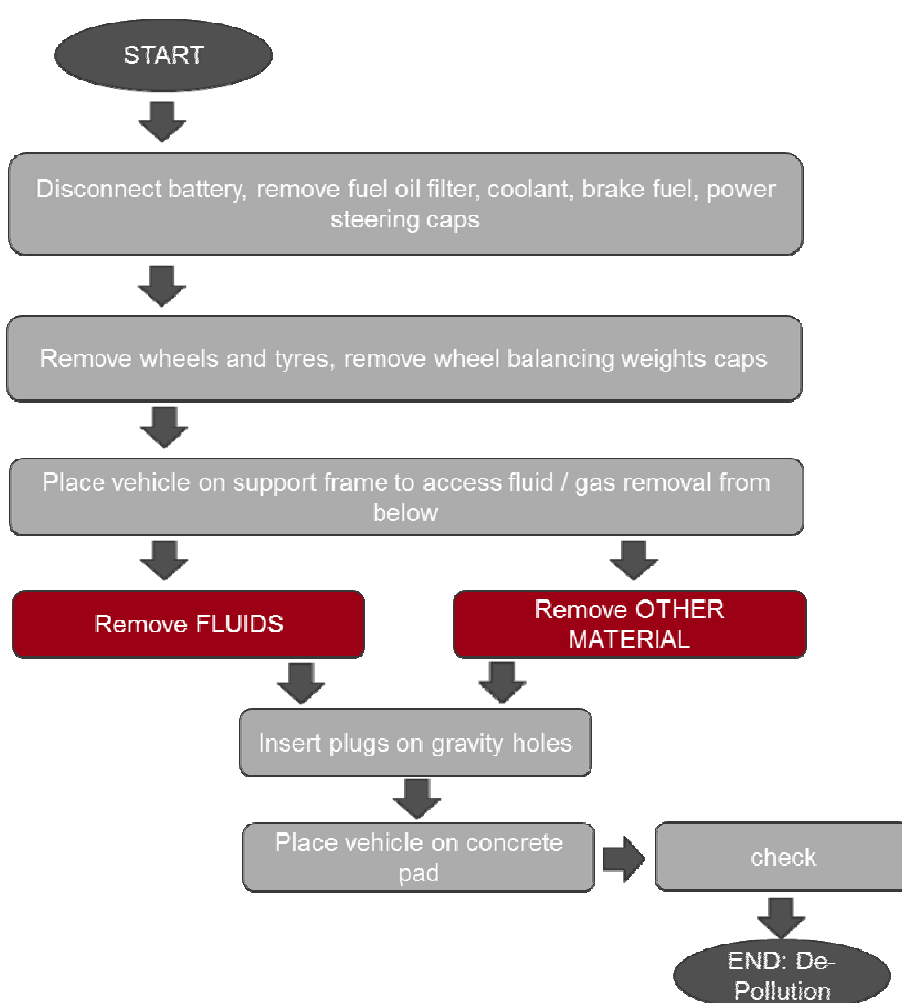 START
Disconnect battery, remove fuel oil filter, coolant, brake fuel, power
steering caps
Remove wheels and tyres, remove wheel balancing weights caps
Place vehicle on support frame to access fluid / gas removal from
below
Remove FLUIDS
Remove OTHER
MATERIAL
Insert plugs on gravity holes
Place vehicle on concrete
pad
check
END: De-
Pollution